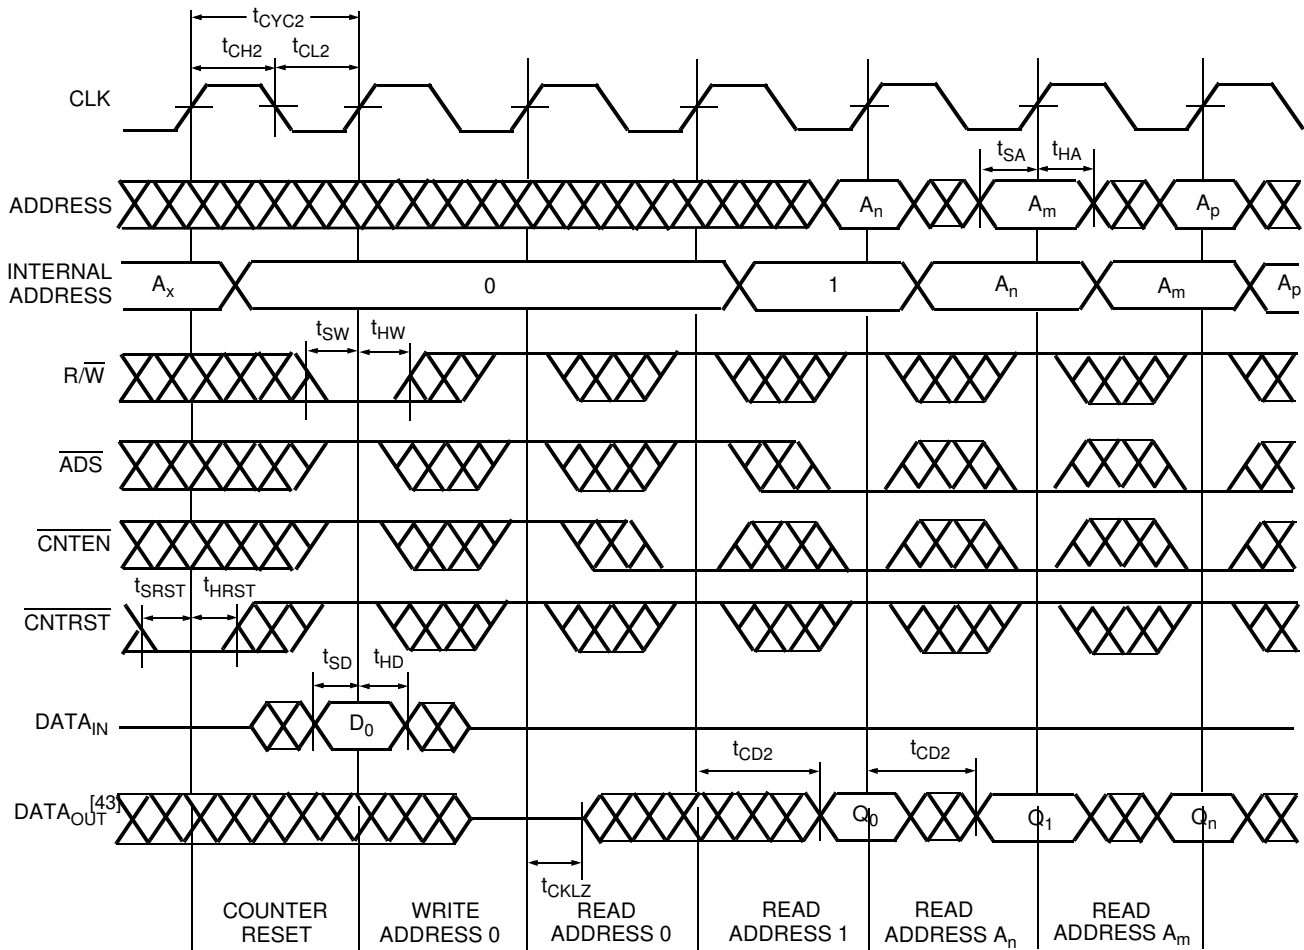 tCYC2
tCH2 tCL2
CLK
tSA tHA
ADDRESS An Am Ap
INTERNAL ADDRESS Ax 0 1 An Am Ap
tSW tHW
R/W
ADS
CNTEN
tSRST tHRST
CNTRST
tSD tHD
DATAIN D0
tCD2 tCD2
DATAOUT[43] Q0 Q1 Qn
tCKLZ
COUNTER RESET
WRITE ADDRESS 0
READ ADDRESS 0
READ ADDRESS 1
READ ADDRESS An
READ ADDRESS Am